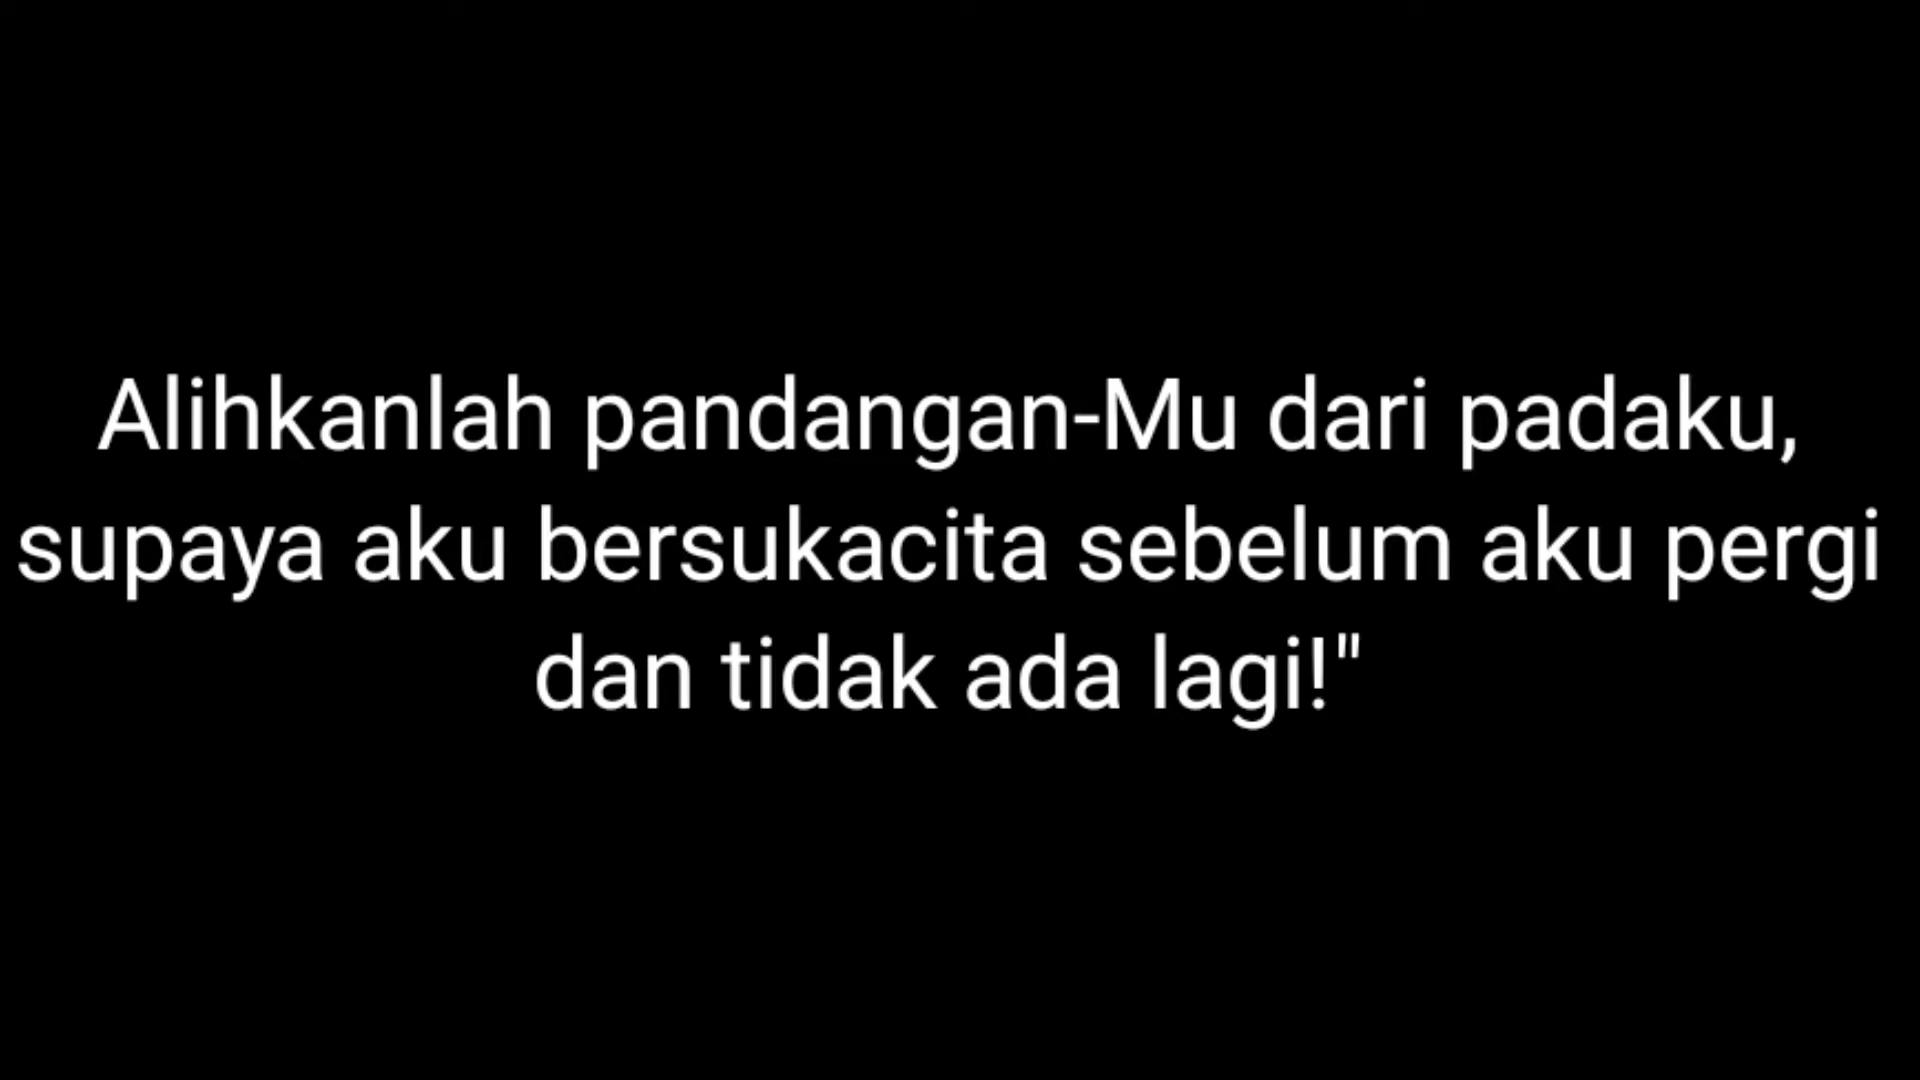 Alihkanlah pandangan-Mu dari padaku,
supaya aku bersukacita sebelum aku pergi
dan tidak ada lagi!"